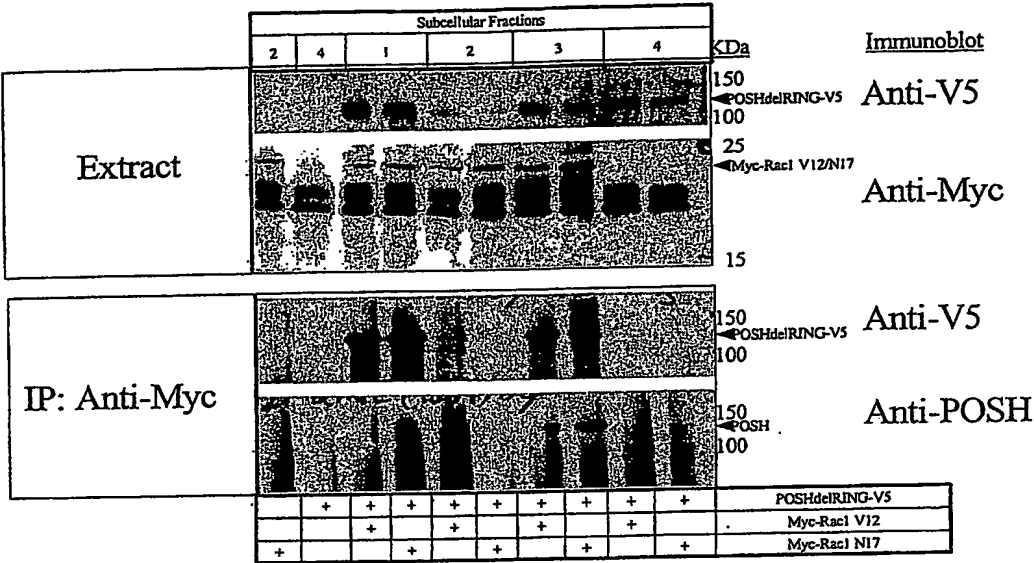 Subcellular Fractions
2 4 1 2 3 4 KDa Immunoblot
150
POSHdelRING-V5 Anti-V5
100
25
Extract Myc-Rac1 V12/N17
Anti-Myc
15
150 Anti-V5
POSHdelRING-V5
100
IP: Anti-Myc 150 Anti-POSH
POSH
100
+ + + + + + + + + POSHdelRING-V5
+ + + + Myc-Rac1 V12
+ + + + + Myc-Rac1 N17